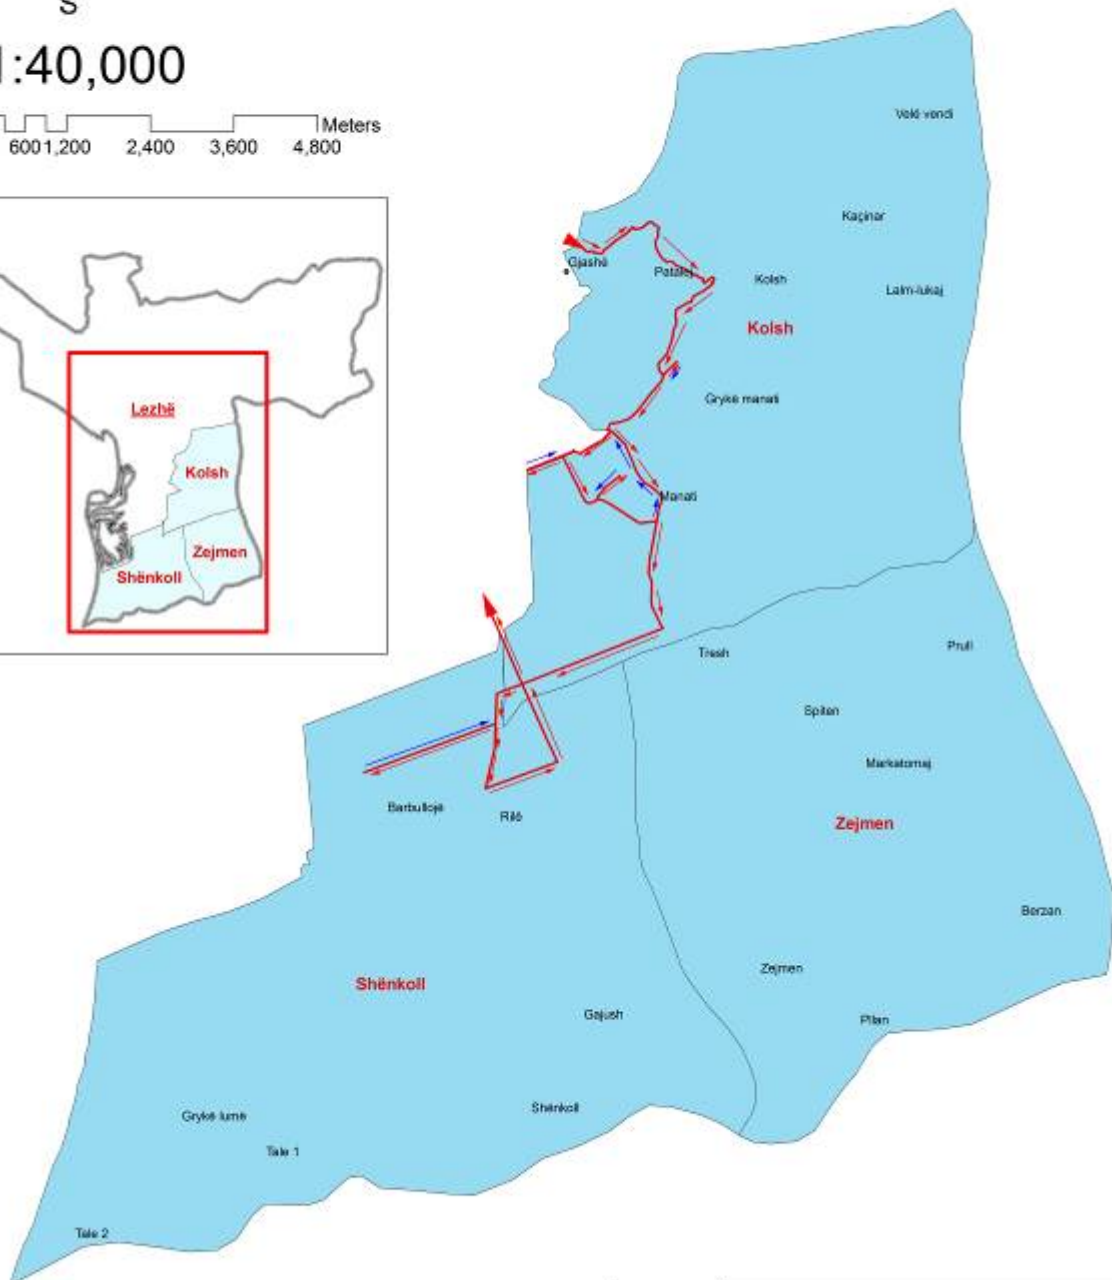 S
1:40,000
Meters
600 1,200 2,400 3,600 4,800
Lezhë
Kolsh
Zejmen
Shënkoll
Velë vendi
Kaçinar
Gjashë
Patalej
Kolsh
Lalm-lukaj
Kolsh
Grykë manati
Manati
Tresh
Prull
Spiten
Markatomaj
Barbullojë
Rilë
Zejmen
Berzan
Zejmen
Shënkoll
Gajush
Pllan
Shënkoll
Grykë lumë
Tale 1
Tale 2